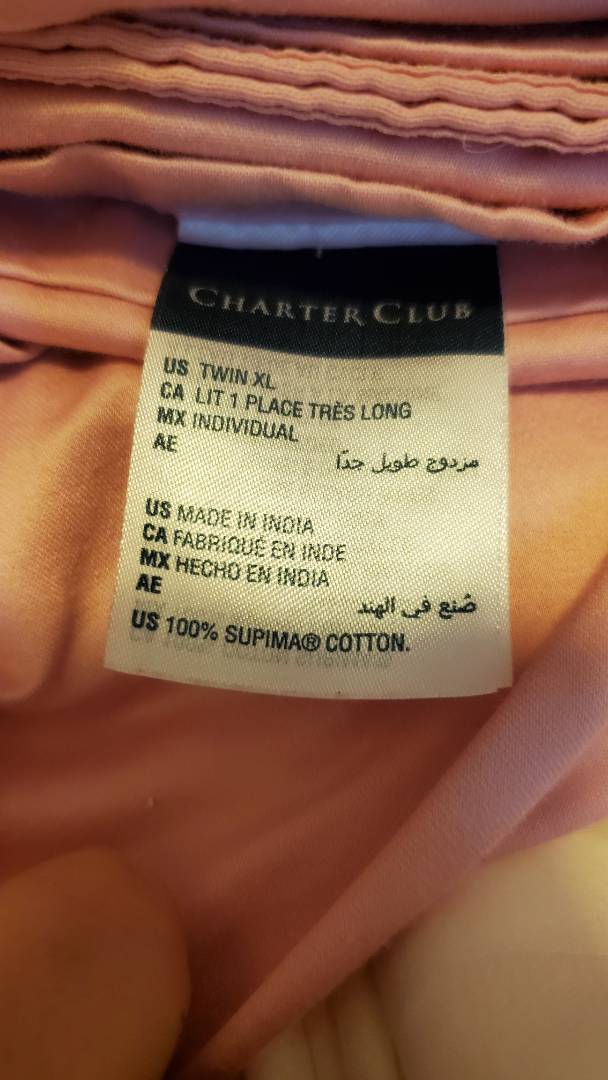 CHARTER CLUB
US TWIN XL
CA LIT 1 PLACE TRÈS LONG
MX INDIVIDUAL
AE مزدوج طويل جدًا
US MADE IN INDIA
CA FABRIQUÉ EN INDE
MX HECHO EN INDIA
AE صُنع في الهند
US 100% SUPIMA® COTTON.